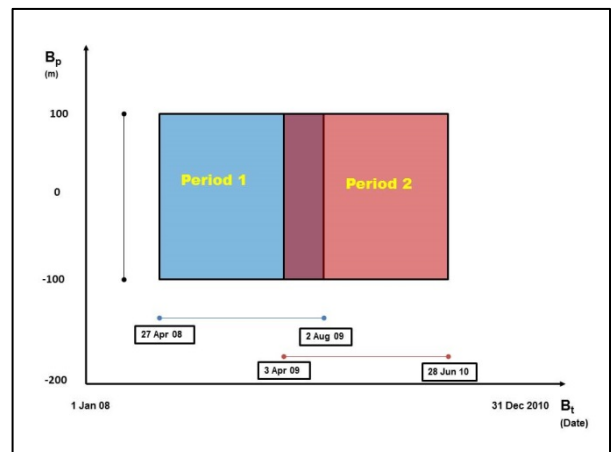 Bp
(m)
100
Period 1
Period 2
0
-100
27 Apr 08
2 Aug 09
3 Apr 09
28 Jun 10
-200
1 Jan 08
31 Dec 2010
Bt
(Date)